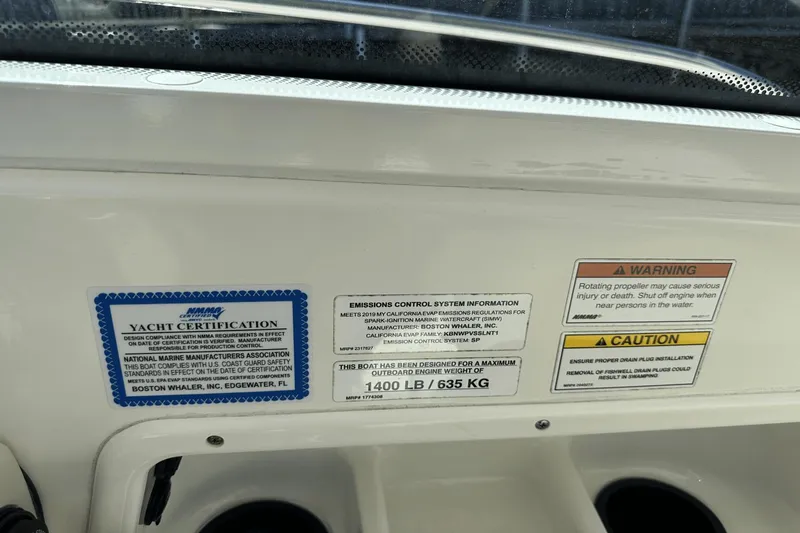 NMMA
CERTIFIED
YACHT CERTIFICATION
DESIGN COMPLIANCE WITH NMMA REQUIREMENTS IN EFFECT
ON DATE OF CERTIFICATION IS VERIFIED. MANUFACTURER
RESPONSIBLE FOR PRODUCTION CONTROL.
NATIONAL MARINE MANUFACTURERS ASSOCIATION
THIS BOAT COMPLIES WITH U.S. COAST GUARD SAFETY
STANDARDS IN EFFECT ON THE DATE OF CERTIFICATION
MEETS U.S. EPA EVAP STANDARDS USING CERTIFIED COMPONENTS
BOSTON WHALER, INC. EDGEWATER, FL
EMISSIONS CONTROL SYSTEM INFORMATION
MEETS 2019 MY CALIFORNIA EVAP EMISSIONS REGULATIONS FOR
SPARK-IGNITION MARINE WATERCRAFT (SIMW)
MANUFACTURER: BOSTON WHALER, INC.
CALIFORNIA EVAP FAMILY: KBNWPVSSLHT1
EMISSION CONTROL SYSTEM: SP
MRP#
THIS BOAT HAS BEEN DESIGNED FOR A MAXIMUM
OUTBOARD ENGINE WEIGHT OF
1400 LB / 635 KG
MRP# 1774308
WARNING
Rotating propeller may cause serious
injury or death. Shut off engine when
near persons in the water.
NMMA
CAUTION
ENSURE PROPER DRAIN PLUG INSTALLATION
REMOVAL OF FISHWELL DRAIN PLUGS COULD
RESULT IN SWAMPING.
MRP#